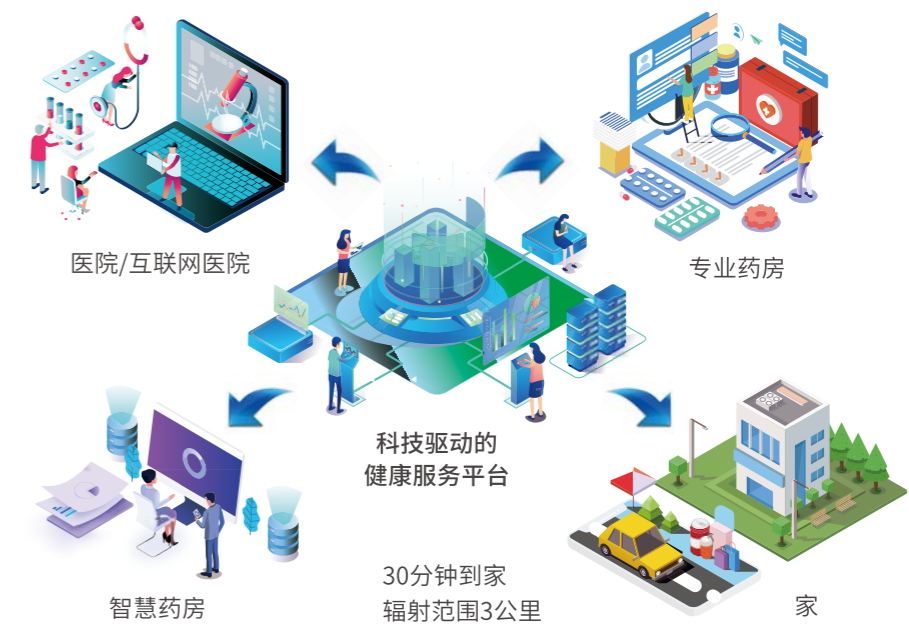 医院/互联网医院
专业药房
科技驱动的
健康服务平台
智慧药房
30分钟到家
辐射范围3公里
家